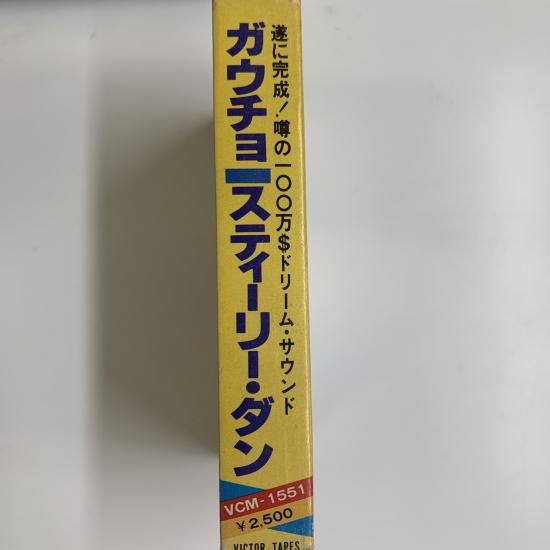 遂に完成!噂の一〇〇万$ドリーム・サウンド
ガウチョ
スティーリー・ダン
VCM-1551
¥2,500
VICTOR TAPES